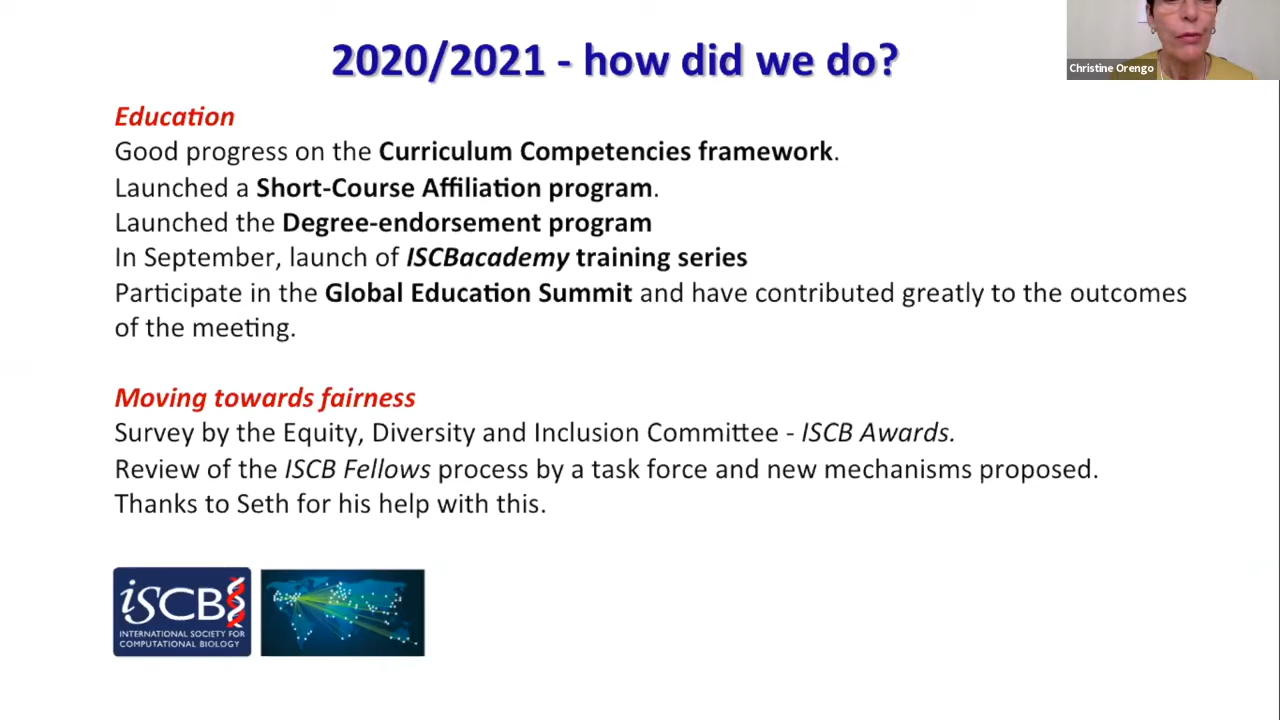 2020/2021 - how did we do?
Christine Orengo
Education
Good progress on the Curriculum Competencies framework.
Launched a Short-Course Affiliation program.
Launched the Degree-endorsement program
In September, launch of ISCBacademy training series
Participate in the Global Education Summit and have contributed greatly to the outcomes
of the meeting.
Moving towards fairness
Survey by the Equity, Diversity and Inclusion Committee - ISCB Awards.
Review of the ISCB Fellows process by a task force and new mechanisms proposed.
Thanks to Seth for his help with this.
iSCB
INTERNATIONAL SOCIETY FOR
COMPUTATIONAL BIOLOGY